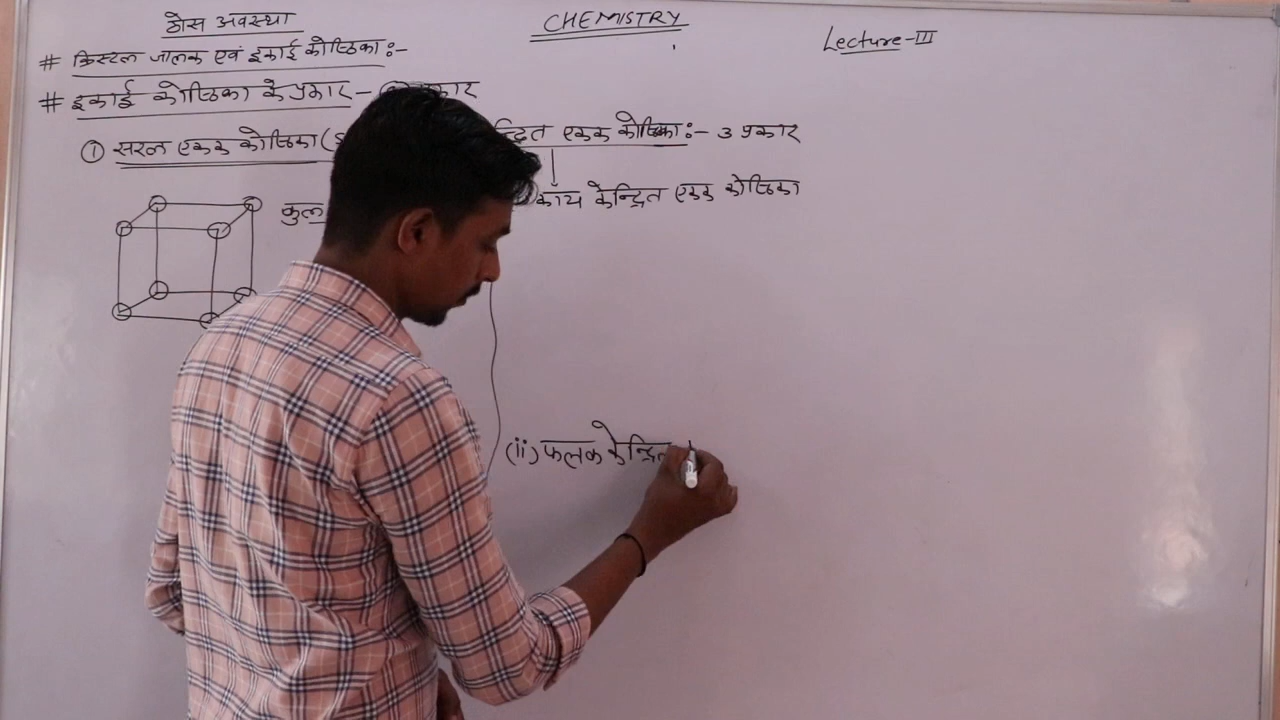 ठोस अवस्था
CHEMISTRY
Lecture-III
# क्रिस्टल जालक एवं इकाई कोष्ठिका:-
# इकाई कोष्ठिका के प्रकार -
① सरल एकक कोष्ठिका (
न्द्रित एकक कोष्ठिका:- 3 प्रकार
कुल
काय केन्द्रित एकक कोष्ठिका
(ii) फलक केन्द्रित